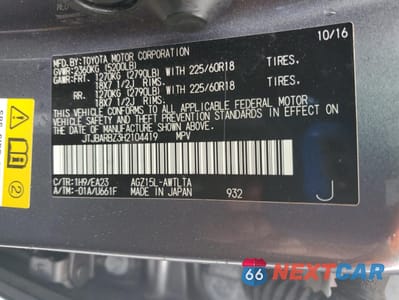 10/16
MFD. BY: TOYOTA MOTOR CORPORATION
GVWR: 2360KG (5200LB)
GAWR: FRT. 1270KG (2790LB) WITH 225/60R18 TIRES,
18X7 1/2J RIMS.
RR. 1270KG (2790LB) WITH 225/60R18 TIRES,
18X7 1/2J RIMS.
THIS VEHICLE CONFORMS TO ALL APPLICABLE FEDERAL MOTOR
VEHICLE SAFETY AND THEFT PREVENTION STANDARDS IN EFFECT
ON THE DATE OF MANUFACTURE SHOWN ABOVE.
JTJBARBZ3H2104419 MPV
C/TR: 1H9/EA23 AGZ15L-AWTLTA
A/TM: -01A/U661F MADE IN JAPAN 932
J
2
66 NEXTCAR